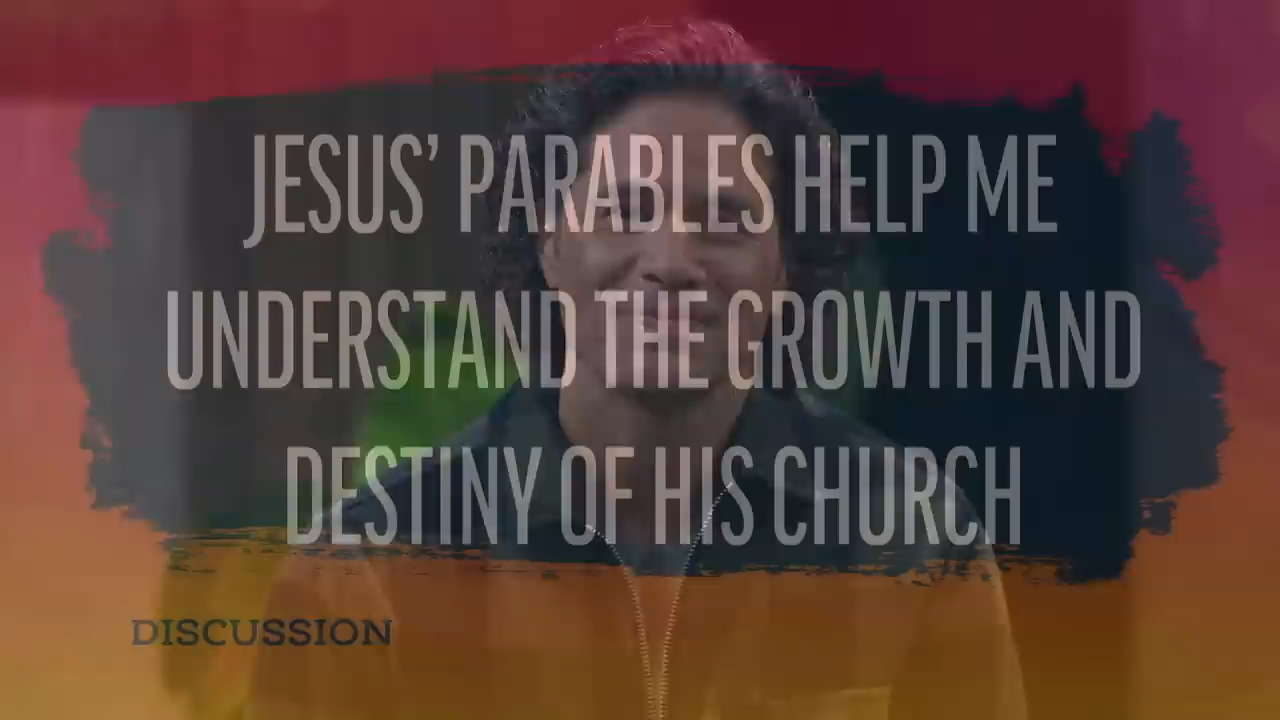 JESUS’ PARABLES HELP ME
UNDERSTAND THE GROWTH AND
DESTINY OF HIS CHURCH
DISCUSSION